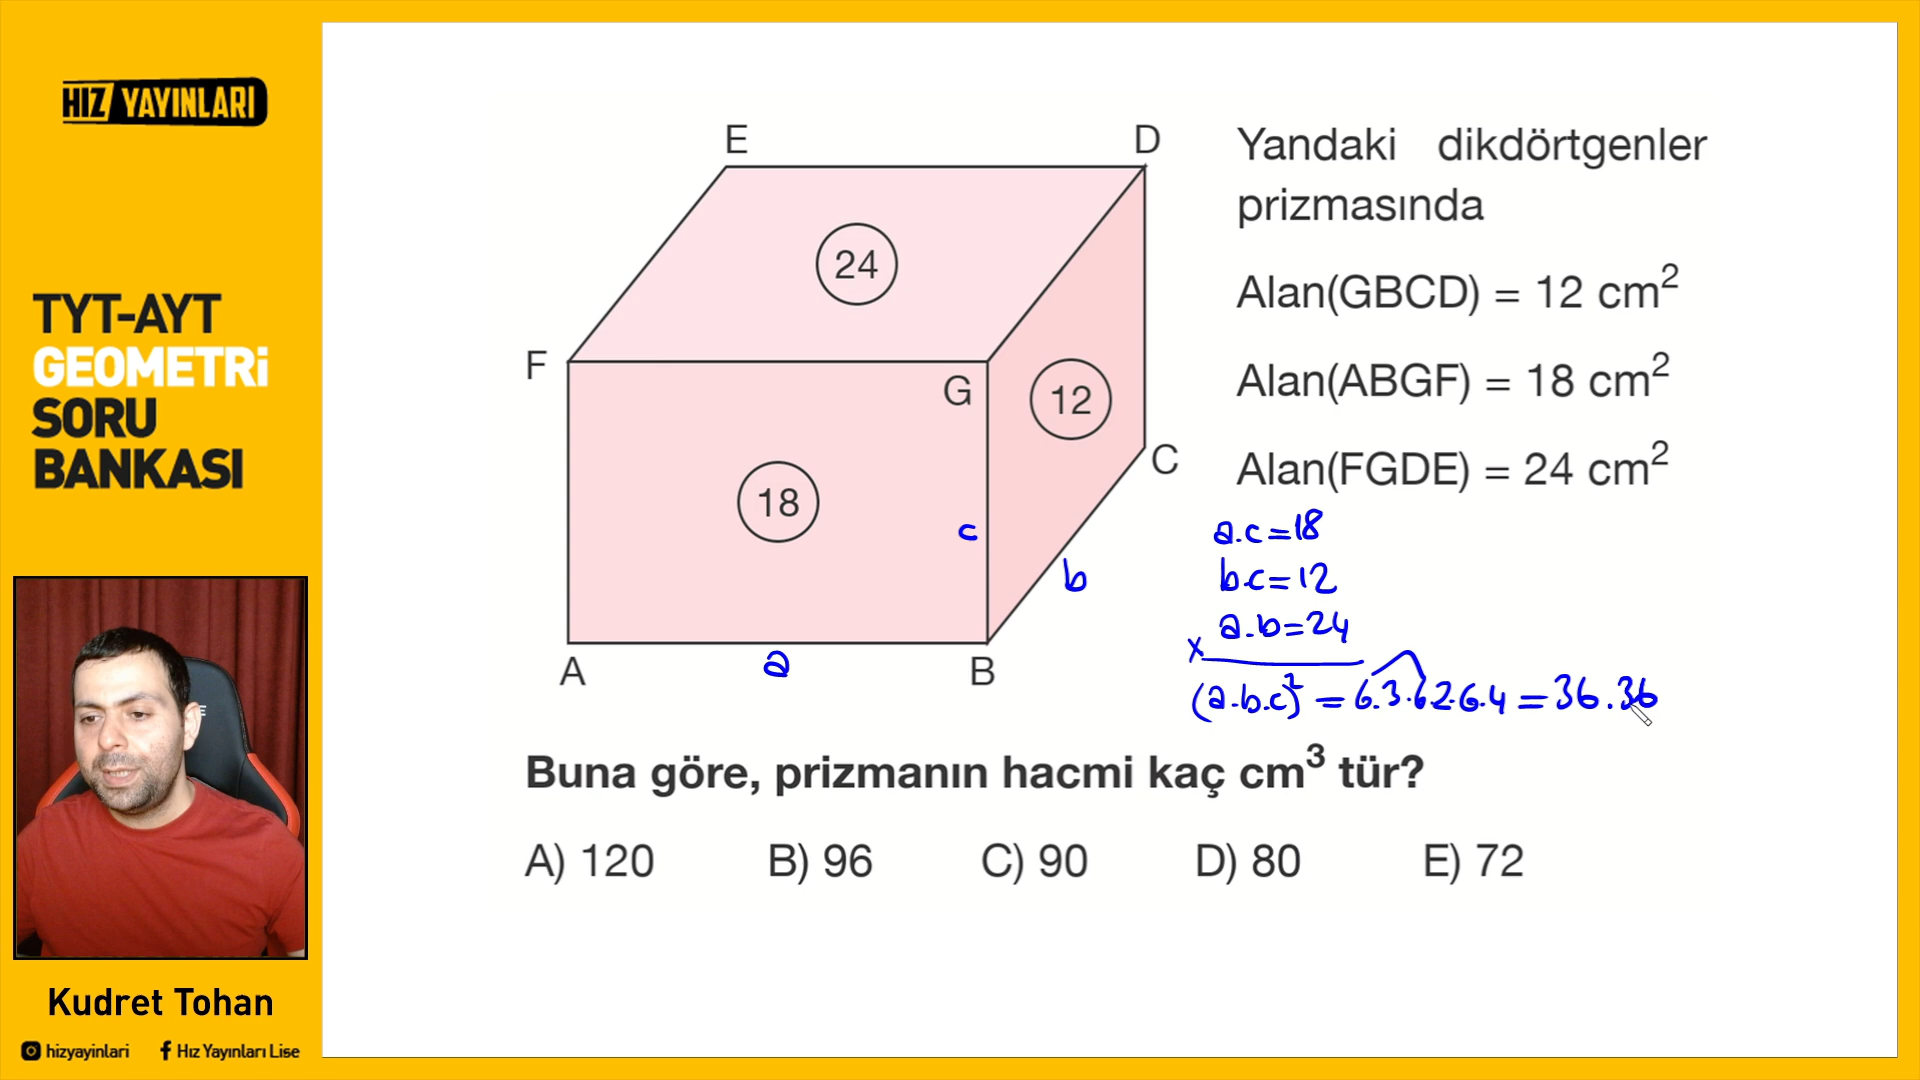 HIZ YAYINLARI
TYT-AYT
GEOMETRi
SORU
BANKASI
Kudret Tohan
hizyayinlari
Hız Yayınları Lise
E
D
24
F
G
12
C
18
c
b
A
a
B
Yandaki dikdörtgenler
prizmasında
Alan(GBCD) = 12 cm²
Alan(ABGF) = 18 cm²
Alan(FGDE) = 24 cm²
a.c=18
b.c=12
a.b=24
x
(a.b.c)² = 6.3.6.2.6.4 = 36.36
Buna göre, prizmanın hacmi kaç cm³ tür?
A) 120 B) 96 C) 90 D) 80 E) 72